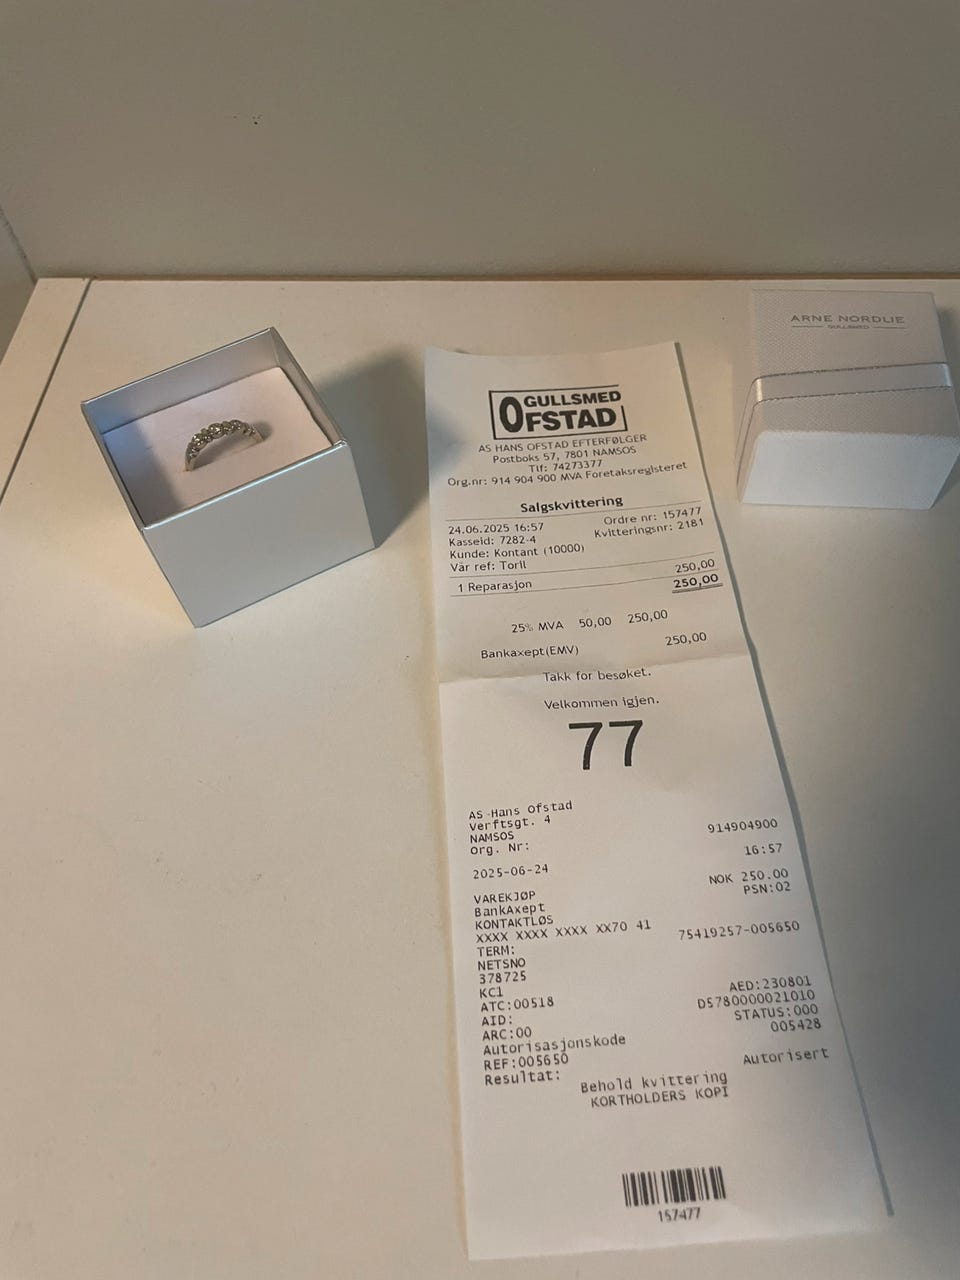 ARNE NORDLIE
GULLSMED
GULLSMED
OFSTAD
AS HANS OFSTAD EFTERFØLGER
Postboks 57, 7801 NAMSOS
Tlf: 74273377
Org.nr: 914 904 900 MVA Foretaksregisteret
Salgskvittering
24.06.2025 16:57 Ordre nr: 157477
Kasseid: 7282-4 Kvitteringsnr: 2181
Kunde: Kontant (10000)
Vår ref: Toril
1 Reparasjon 250,00
250,00
25% MVA 50,00 250,00
Bankaxept(EMV) 250,00
Takk for besøket.
Velkommen igjen.
77
AS Hans Ofstad
Verftsgt. 4
NAMSOS
Org. Nr: 914904900
2025-06-24 16:57
VAREKJØP NOK 250.00
BankAxept PSN:02
KONTAKTLØS
XXXX XXXX XXXX XX70 41
TERM: 75419257-005650
NETSNO
378725
KC1
ATC:00518 AED:230801
AID: D5780000021010
ARC:00 STATUS:000
Autorisasjonskode 005428
REF:005650
Resultat: Autorisert
Behold kvittering
KORTHOLDERS KOPI
157477